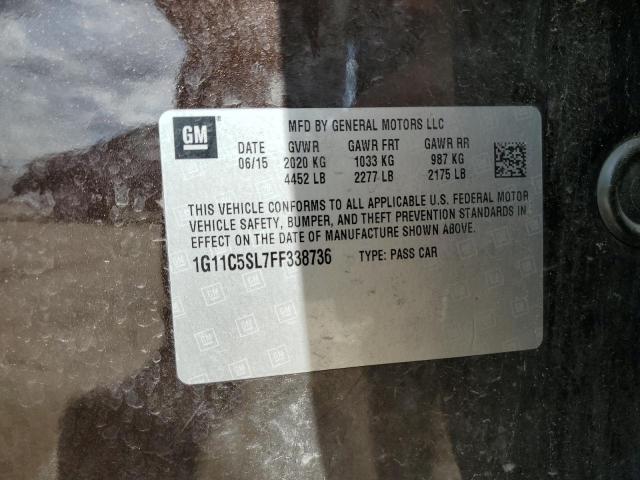 GM
MFD BY GENERAL MOTORS LLC
DATE GVWR GAWR FRT GAWR RR
06/15 2020 KG 1033 KG 987 KG
4452 LB 2277 LB 2175 LB
THIS VEHICLE CONFORMS TO ALL APPLICABLE U.S. FEDERAL MOTOR
VEHICLE SAFETY, BUMPER, AND THEFT PREVENTION STANDARDS IN
EFFECT ON THE DATE OF MANUFACTURE SHOWN ABOVE.
1G11C5SL7FF338736 TYPE: PASS CAR